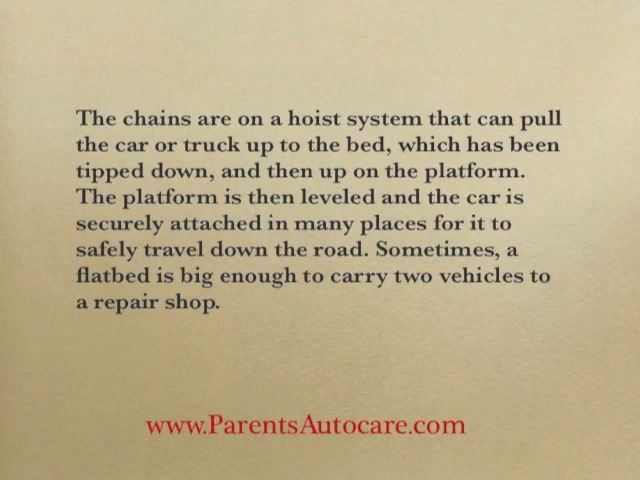 The chains are on a hoist system that can pull
the car or truck up to the bed, which has been
tipped down, and then up on the platform.
The platform is then leveled and the car is
securely attached in many places for it to
safely travel down the road. Sometimes, a
flatbed is big enough to carry two vehicles to
a repair shop.
www.ParentsAutocare.com